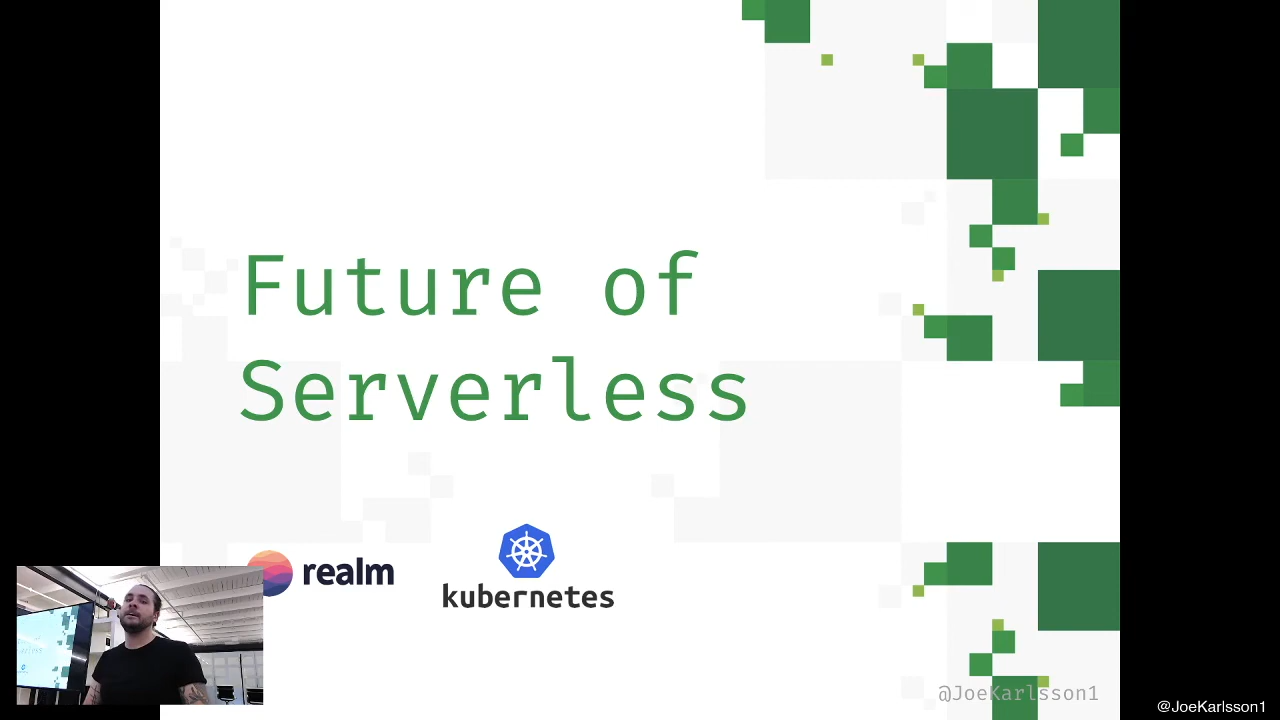 Future of
Serverless
realm
kubernetes
@JoeKarlsson1
@JoeKarlsson1